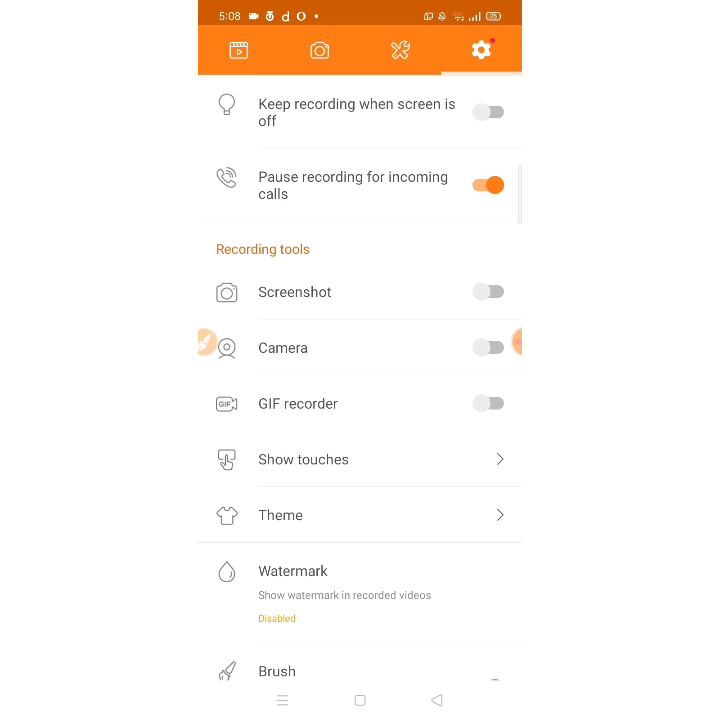 5:08
75
Keep recording when screen is
off
Pause recording for incoming
calls
Recording tools
Screenshot
Camera
GIF
GIF recorder
Show touches
Theme
Watermark
Show watermark in recorded videos
Disabled
Brush